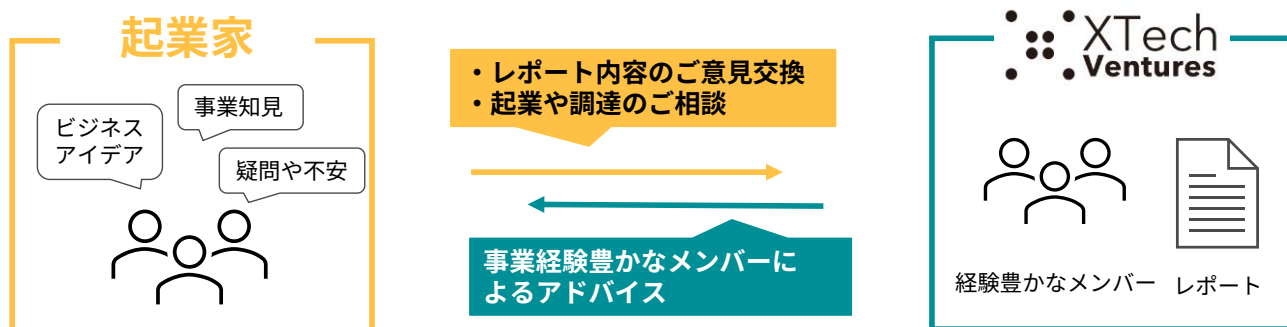 起業家
ビジネス
アイデア
事業知見
疑問や不安
・レポート内容のご意見交換
・起業や調達のご相談
事業経験豊かなメンバーに
よるアドバイス
XTech
Ventures
経験豊かなメンバー
レポート